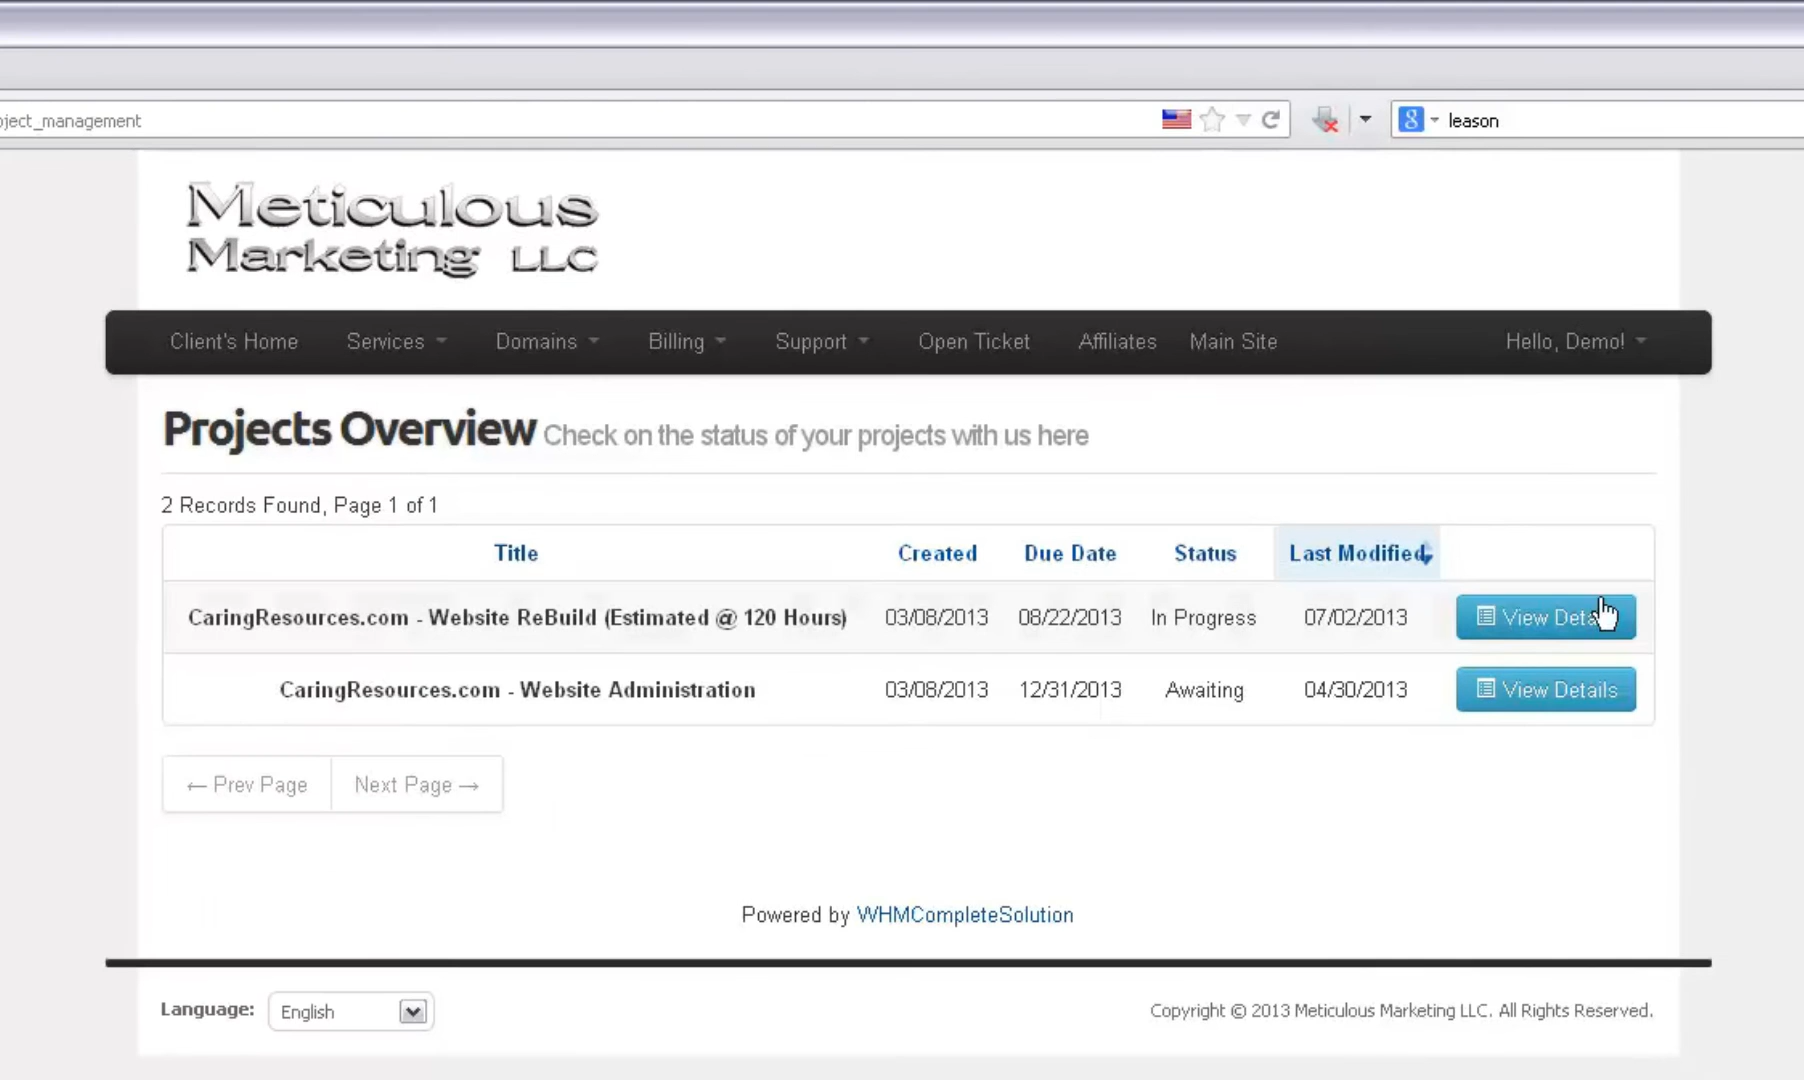 oject_management
8
leason
Meticulous
Marketing LLC
Client's Home Services Domains Billing Support Open Ticket Affiliates Main Site Hello, Demo!
Projects Overview Check on the status of your projects with us here
2 Records Found, Page 1 of 1
Title Created Due Date Status Last Modified
CaringResources.com - Website ReBuild (Estimated @ 120 Hours) 03/08/2013 08/22/2013 In Progress 07/02/2013 View Details
CaringResources.com - Website Administration 03/08/2013 12/31/2013 Awaiting 04/30/2013 View Details
← Prev Page Next Page →
Powered by WHMCompleteSolution
Language: English Copyright © 2013 Meticulous Marketing LLC. All Rights Reserved.